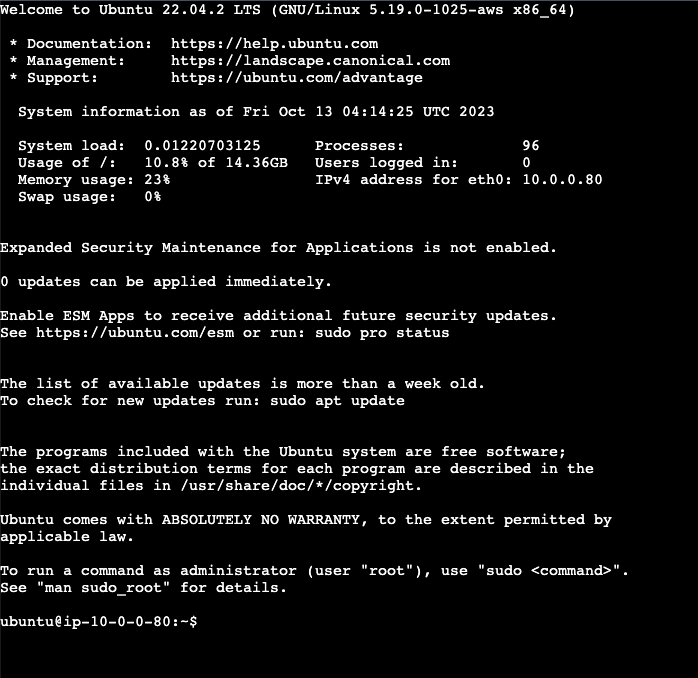 Welcome to Ubuntu 22.04.2 LTS (GNU/Linux 5.19.0-1025-aws x86_64)
* Documentation: https://help.ubuntu.com
* Management: https://landscape.canonical.com
* Support: https://ubuntu.com/advantage
System information as of Fri Oct 13 04:14:25 UTC 2023
System load: 0.01220703125 Processes: 96
Usage of /: 10.8% of 14.36GB Users logged in: 0
Memory usage: 23% IPv4 address for eth0: 10.0.0.80
Swap usage: 0%
Expanded Security Maintenance for Applications is not enabled.
0 updates can be applied immediately.
Enable ESM Apps to receive additional future security updates.
See https://ubuntu.com/esm or run: sudo pro status
The list of available updates is more than a week old.
To check for new updates run: sudo apt update
The programs included with the Ubuntu system are free software;
the exact distribution terms for each program are described in the
individual files in /usr/share/doc/*/copyright.
Ubuntu comes with ABSOLUTELY NO WARRANTY, to the extent permitted by
applicable law.
To run a command as administrator (user "root"), use "sudo <command>".
See "man sudo_root" for details.
ubuntu@ip-10-0-0-80:~$